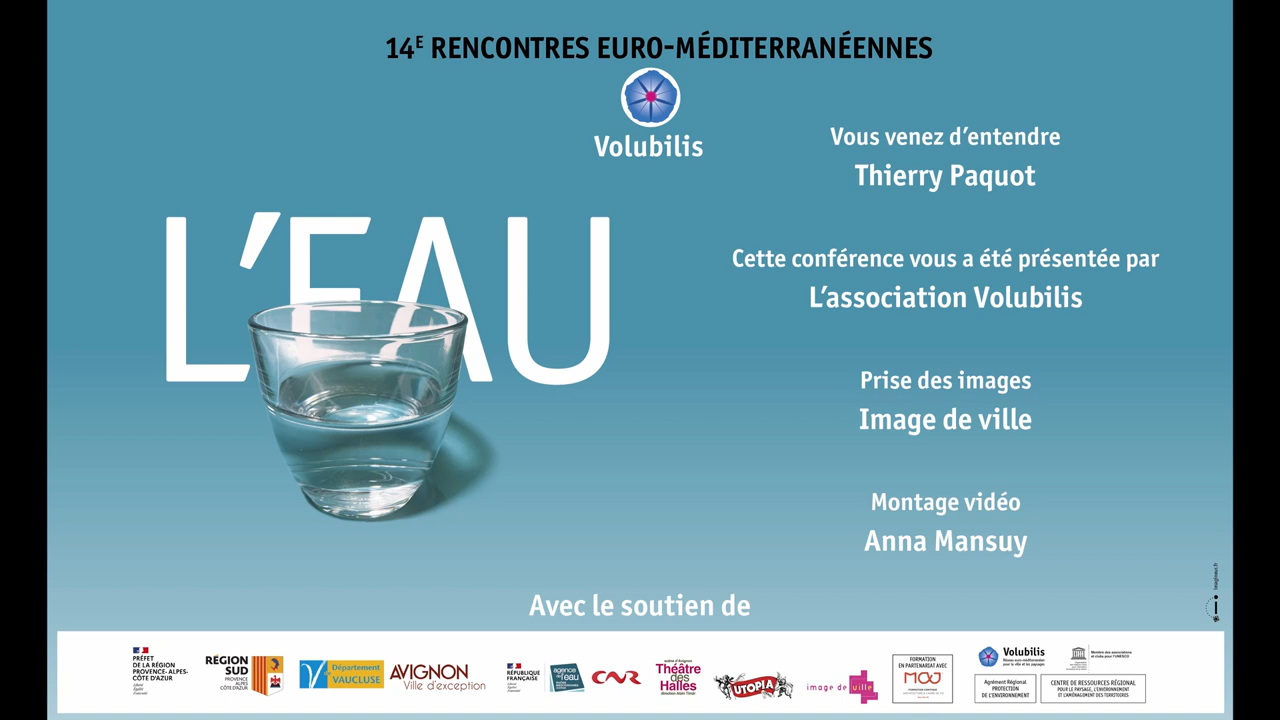 14E RENCONTRES EURO-MÉDITERRANÉENNES
Volubilis
L'EAU
Vous venez d'entendre
Thierry Paquot
Cette conférence vous a été présentée par
L'association Volubilis
Prise des images
Image de ville
Montage vidéo
Anna Mansuy
Avec le soutien de
PRÉFET
DE LA RÉGION
PROVENCE-ALPES-
CÔTE D'AZUR
RÉGION
SUD
PROVENCE
ALPES
CÔTE D'AZUR
Département
VAUCLUSE
AVIGNON
Ville d'exception
RÉPUBLIQUE
FRANÇAISE
agence de
l'eau
CNR
Théâtre
des
Halles
UTOPIA
image de ville
FORMATION
EN PARTENARIAT AVEC
Volubilis
Agrément Régional
PROTECTION
DE L'ENVIRONNEMENT
CENTRE DE RESSOURCES RÉGIONAL
POUR LE PAYSAGE, L'ENVIRONNEMENT
ET L'AMÉNAGEMENT DES TERRITOIRES